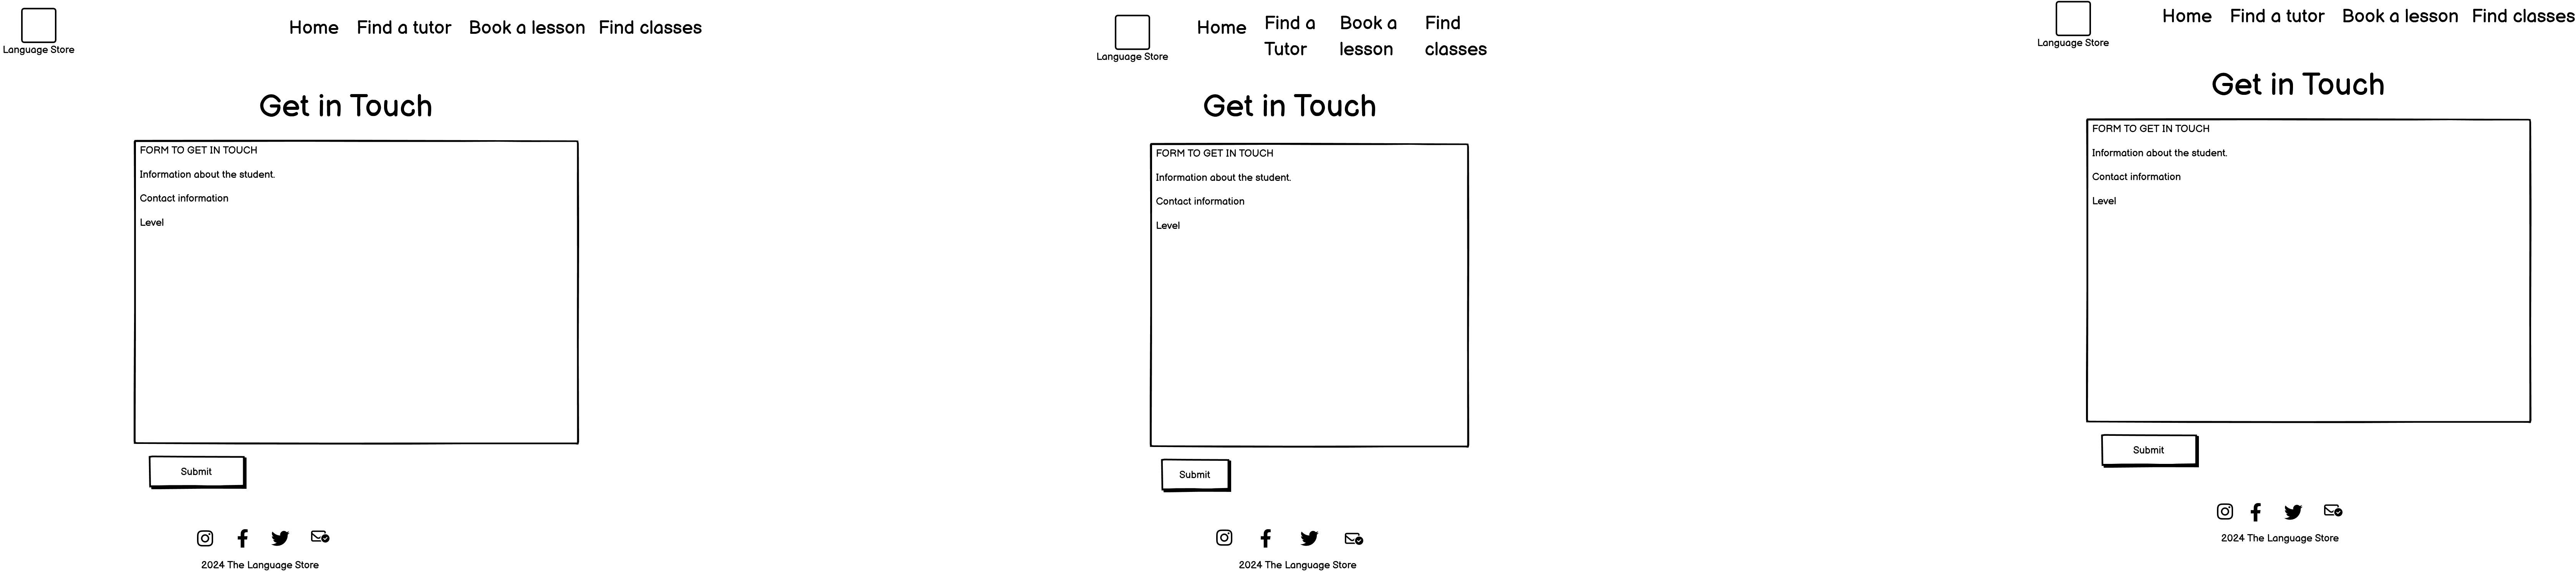 Language Store
Home Find a tutor Book a lesson Find classes
Get in Touch
FORM TO GET IN TOUCH
Information about the student.
Contact information
Level
Submit
2024 The Language Store
Language Store
Home
Find a
Tutor
Book a
lesson
Find
classes
Get in Touch
FORM TO GET IN TOUCH
Information about the student.
Contact information
Level
Submit
2024 The Language Store
Language Store
Home Find a tutor Book a lesson Find classes
Get in Touch
FORM TO GET IN TOUCH
Information about the student.
Contact information
Level
Submit
2024 The Language Store